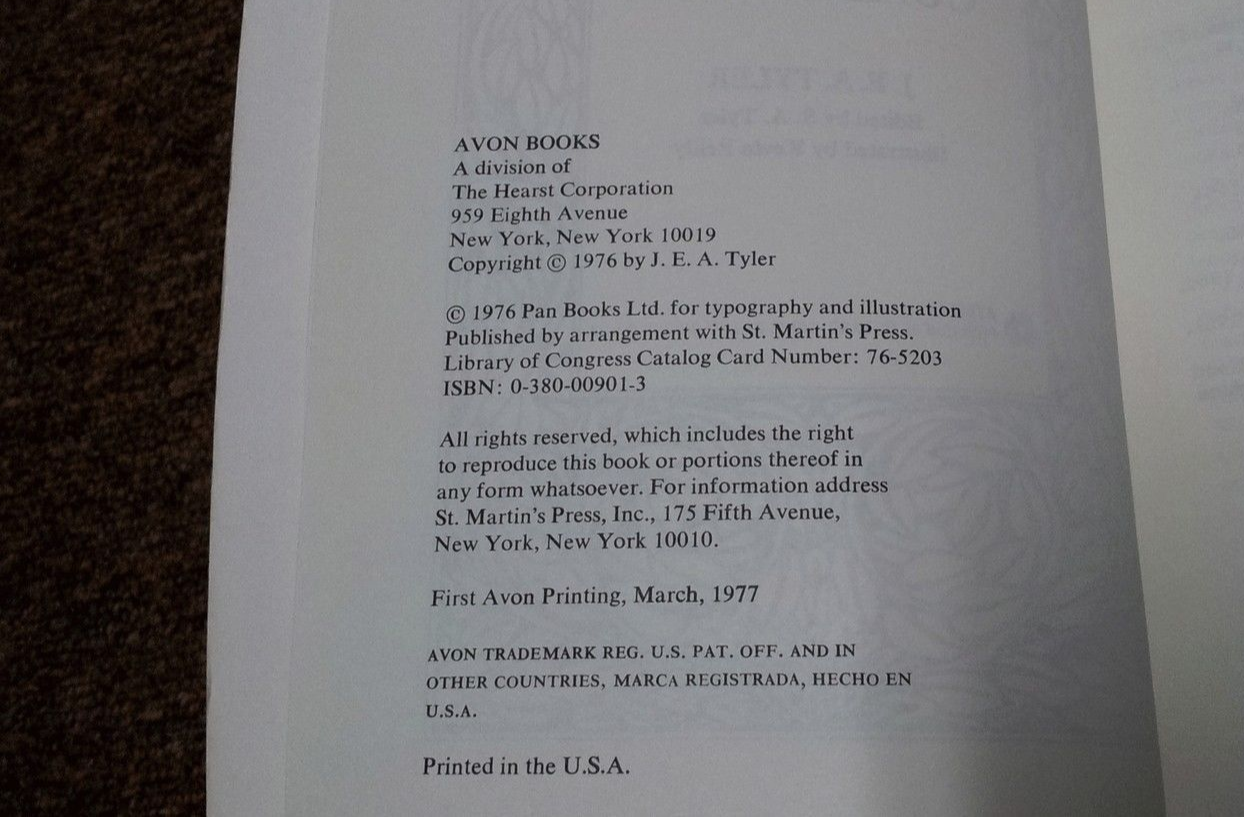 AVON BOOKS
A division of
The Hearst Corporation
959 Eighth Avenue
New York, New York 10019
Copyright © 1976 by J. E. A. Tyler
© 1976 Pan Books Ltd. for typography and illustration
Published by arrangement with St. Martin's Press.
Library of Congress Catalog Card Number: 76-5203
ISBN: 0-380-00901-3
All rights reserved, which includes the right
to reproduce this book or portions thereof in
any form whatsoever. For information address
St. Martin's Press, Inc., 175 Fifth Avenue,
New York, New York 10010.
First Avon Printing, March, 1977
AVON TRADEMARK REG. U.S. PAT. OFF. AND IN
OTHER COUNTRIES, MARCA REGISTRADA, HECHO EN
U.S.A.
Printed in the U.S.A.